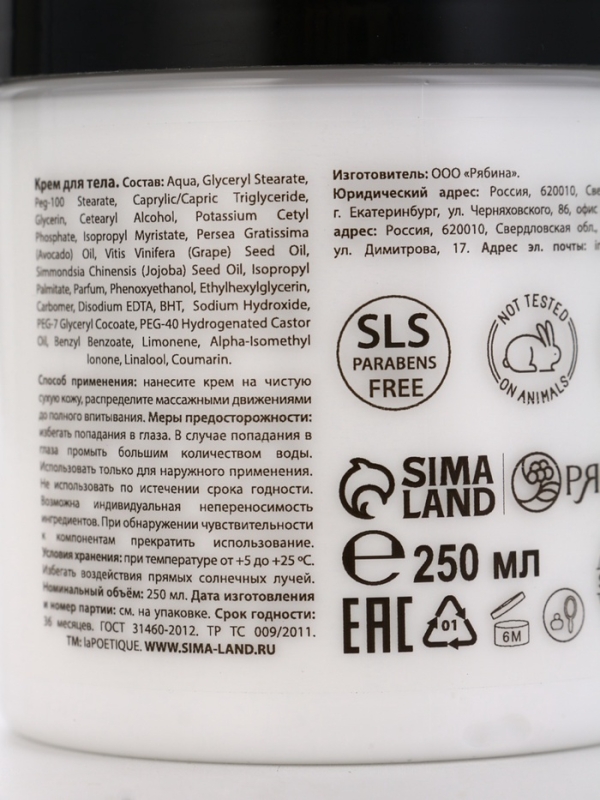 Крем для тела. Состав: Aqua, Glyceryl Stearate,
Peg-100 Stearate, Caprylic/Capric Triglyceride,
Glycerin, Cetearyl Alcohol, Potassium Cetyl
Phosphate, Isopropyl Myristate, Persea Gratissima
(Avocado) Oil, Vitis Vinifera (Grape) Seed Oil,
Simmondsia Chinensis (Jojoba) Seed Oil, Isopropyl
Palmitate, Parfum, Phenoxyethanol, Ethylhexylglycerin,
Carbomer, Disodium EDTA, BHT, Sodium Hydroxide,
PEG-7 Glyceryl Cocoate, PEG-40 Hydrogenated Castor
Oil, Benzyl Benzoate, Limonene, Alpha-Isomethyl
Ionone, Linalool, Coumarin.
Способ применения: нанесите крем на чистую
сухую кожу, распределите массажными движениями
до полного впитывания. Меры предосторожности:
избегать попадания в глаза. В случае попадания в
глаза промыть большим количеством воды.
Использовать только для наружного применения.
Не использовать по истечении срока годности.
Возможна индивидуальная непереносимость
ингредиентов. При обнаружении чувствительности
к компонентам прекратить использование.
Условия хранения: при температуре от +5 до +25 ºС.
Избегать воздействия прямых солнечных лучей.
Номинальный объём: 250 мл. Дата изготовления
и номер партии: см. на упаковке. Срок годности:
36 месяцев. ГОСТ 31460-2012. ТР ТС 009/2011.
ТМ: laPOETIQUE. WWW.SIMA-LAND.RU
Изготовитель: ООО «Рябина».
Юридический адрес: Россия, 620010, Све
г. Екатеринбург, ул. Черняховского, 86, офис
адрес: Россия, 620010, Свердловская обл.,
ул. Димитрова, 17. Адрес эл. почты: in
SLS
PARABENS
FREE
NOT TESTED
ON ANIMALS
SIMA
LAND
РЯ
℮ 250 мл
EAC
01
6M